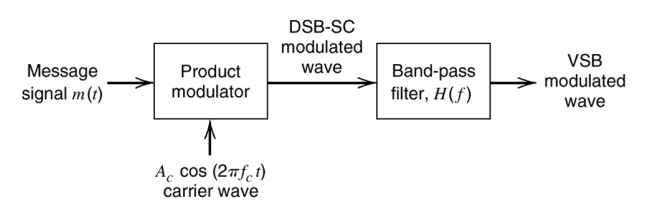 DSB-SC
modulated
wave
Message
signal m(t)
Product
modulator
Band-pass
filter, H(f)
VSB
modulated
wave
A_c cos (2πf_c t)
carrier wave